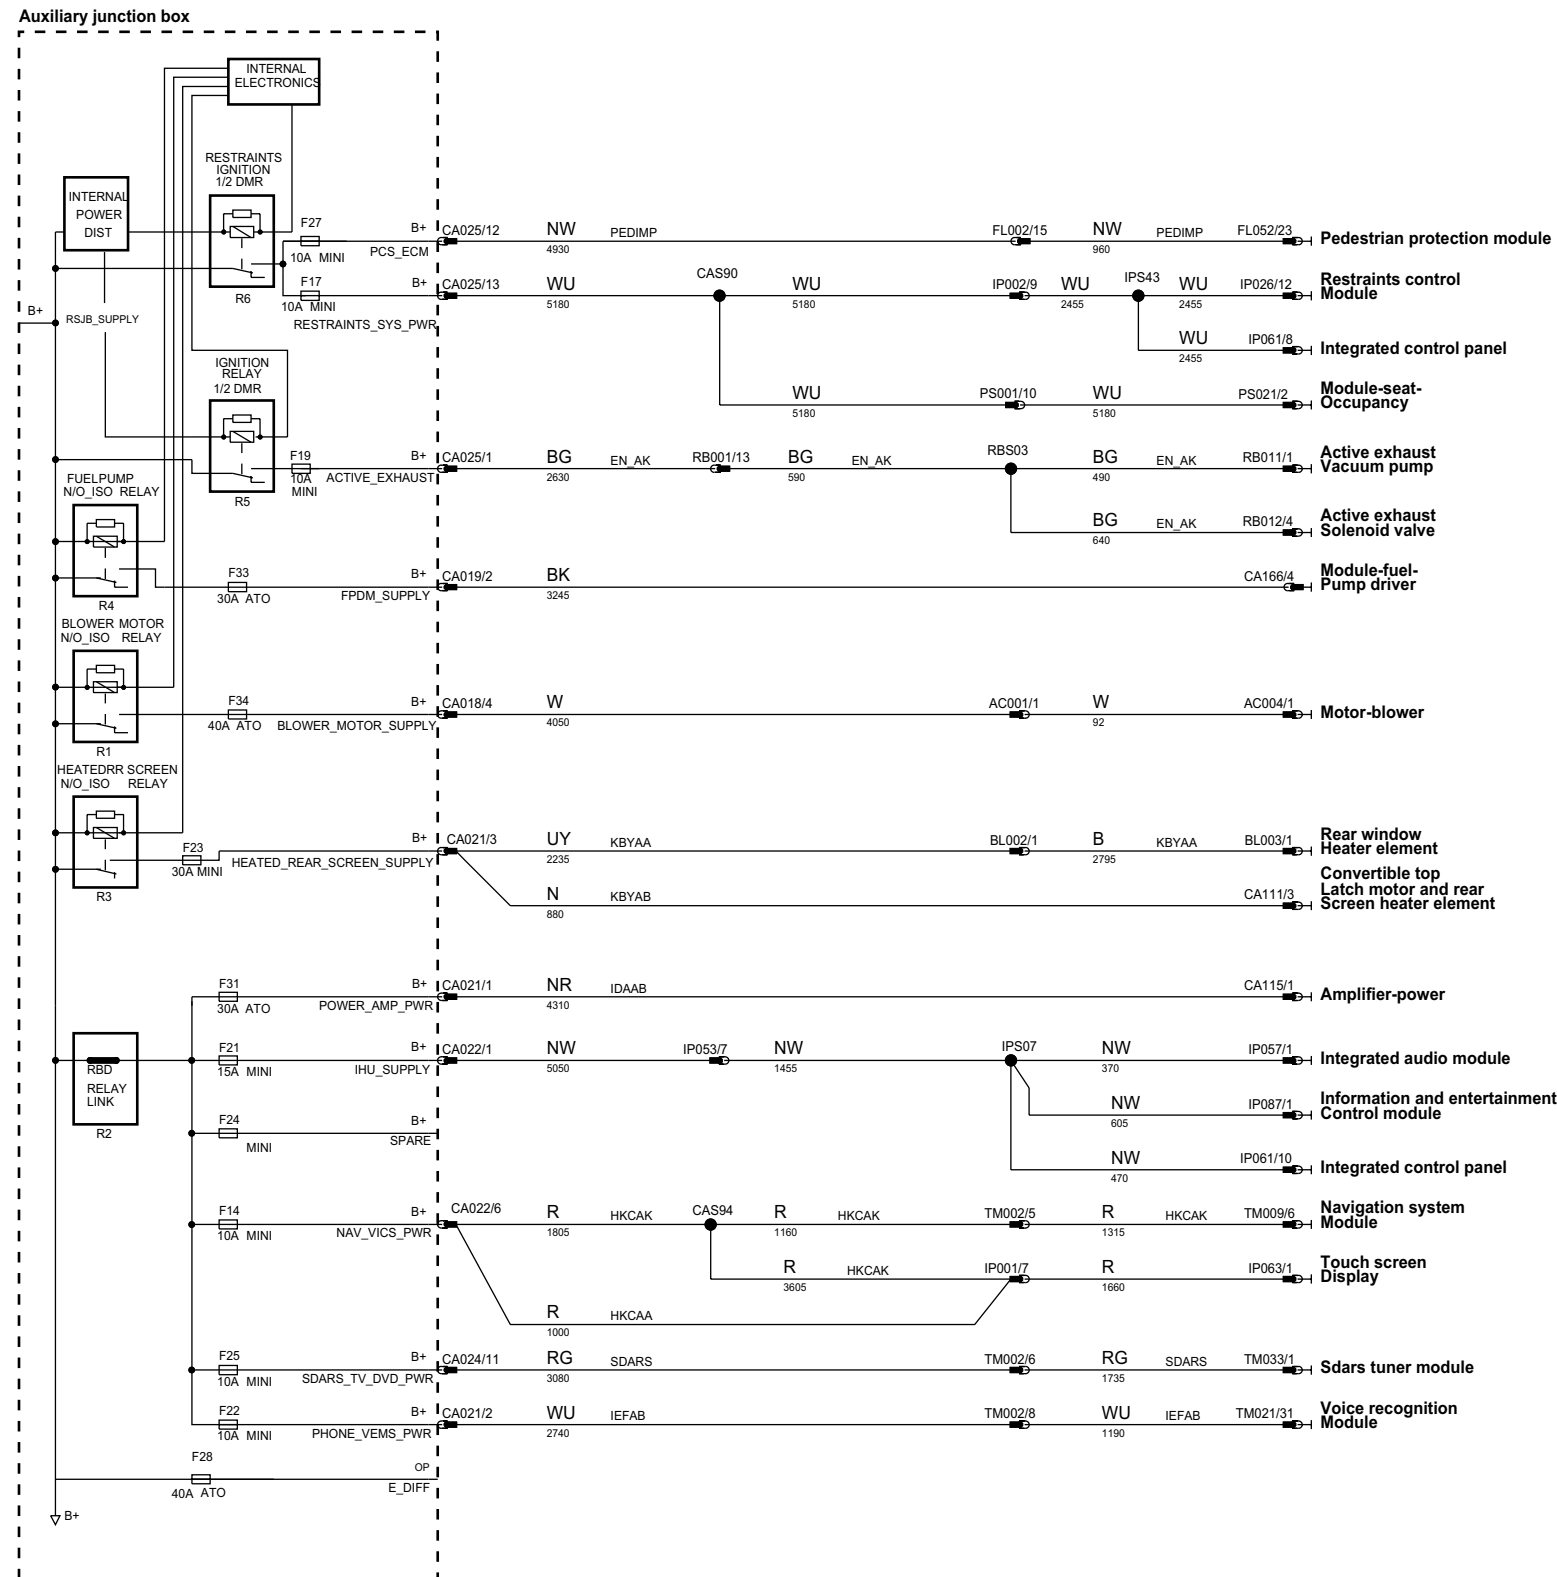 Auxiliary junction box
INTERNAL
ELECTRONICS
RESTRAINTS
IGNITION
1/2 DMR
INTERNAL
POWER
DIST
F27
10A MINI
B+
PCS_ECM
CA025/12
NW
4930
PEDIMP
FL002/15
NW
960
PEDIMP
FL052/23
Pedestrian protection module
R6
F17
10A MINI
B+
RESTRAINTS_SYS_PWR
CA025/13
WU
5180
CAS90
WU
5180
IP002/9
WU
2455
IPS43
WU
2455
IP026/12
Restraints control
Module
B+
RSJB_SUPPLY
WU
2455
IP061/8
Integrated control panel
IGNITION
RELAY
1/2 DMR
WU
5180
PS001/10
WU
5180
PS021/2
Module-seat-
Occupancy
R5
F19
10A
MINI
B+
ACTIVE_EXHAUST
CA025/1
BG
2630
EN_AK
RB001/13
BG
590
EN_AK
RBS03
BG
490
EN_AK
RB011/1
Active exhaust
Vacuum pump
FUELPUMP
N/O_ISO RELAY
BG
640
EN_AK
RB012/4
Active exhaust
Solenoid valve
R4
F33
30A ATO
B+
FPDM_SUPPLY
CA019/2
BK
3245
CA166/4
Module-fuel-
Pump driver
BLOWER MOTOR
N/O_ISO RELAY
R1
F34
40A ATO
B+
BLOWER_MOTOR_SUPPLY
CA018/4
W
4050
AC001/1
W
92
AC004/1
Motor-blower
HEATEDRR SCREEN
N/O_ISO RELAY
R3
F23
30A MINI
B+
HEATED_REAR_SCREEN_SUPPLY
CA021/3
UY
2235
KBYAA
BL002/1
B
2795
KBYAA
BL003/1
Rear window
Heater element
N
880
KBYAB
CA111/3
Convertible top
Latch motor and rear
Screen heater element
F31
30A ATO
B+
POWER_AMP_PWR
CA021/1
NR
4310
IDAAB
CA115/1
Amplifier-power
RBD
RELAY
LINK
R2
F21
15A MINI
B+
IHU_SUPPLY
CA022/1
NW
5050
IP053/7
NW
1455
IPS07
NW
370
IP057/1
Integrated audio module
NW
605
IP087/1
Information and entertainment
Control module
F24
MINI
B+
SPARE
NW
470
IP061/10
Integrated control panel
F14
10A MINI
B+
NAV_VICS_PWR
CA022/6
R
1805
HKCAK
CAS94
R
1160
HKCAK
TM002/5
R
1315
HKCAK
TM009/6
Navigation system
Module
R
3605
HKCAK
IP001/7
R
1660
IP063/1
Touch screen
Display
R
1000
HKCAA
F25
10A MINI
B+
SDARS_TV_DVD_PWR
CA024/11
RG
3080
SDARS
TM002/6
RG
1735
SDARS
TM033/1
Sdars tuner module
F22
10A MINI
B+
PHONE_VEMS_PWR
CA021/2
WU
2740
IEFAB
TM002/8
WU
1190
IEFAB
TM021/31
Voice recognition
Module
F28
40A ATO
OP
E_DIFF
B+